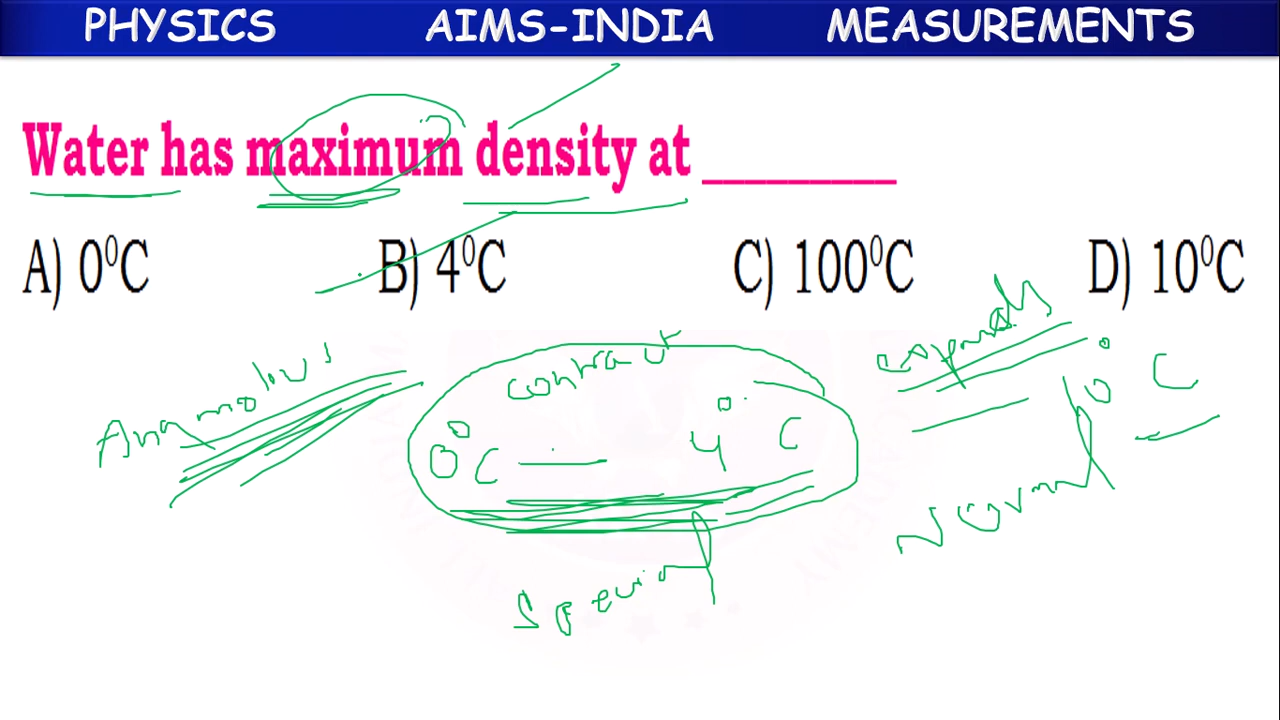 PHYSICS AIMS-INDIA MEASUREMENTS
Water has maximum density at _________
A) 0⁰C B) 4⁰C C) 100⁰C D) 10⁰C
contract expands
Anamolous 0°C — 4°C 10°C
Special Normal